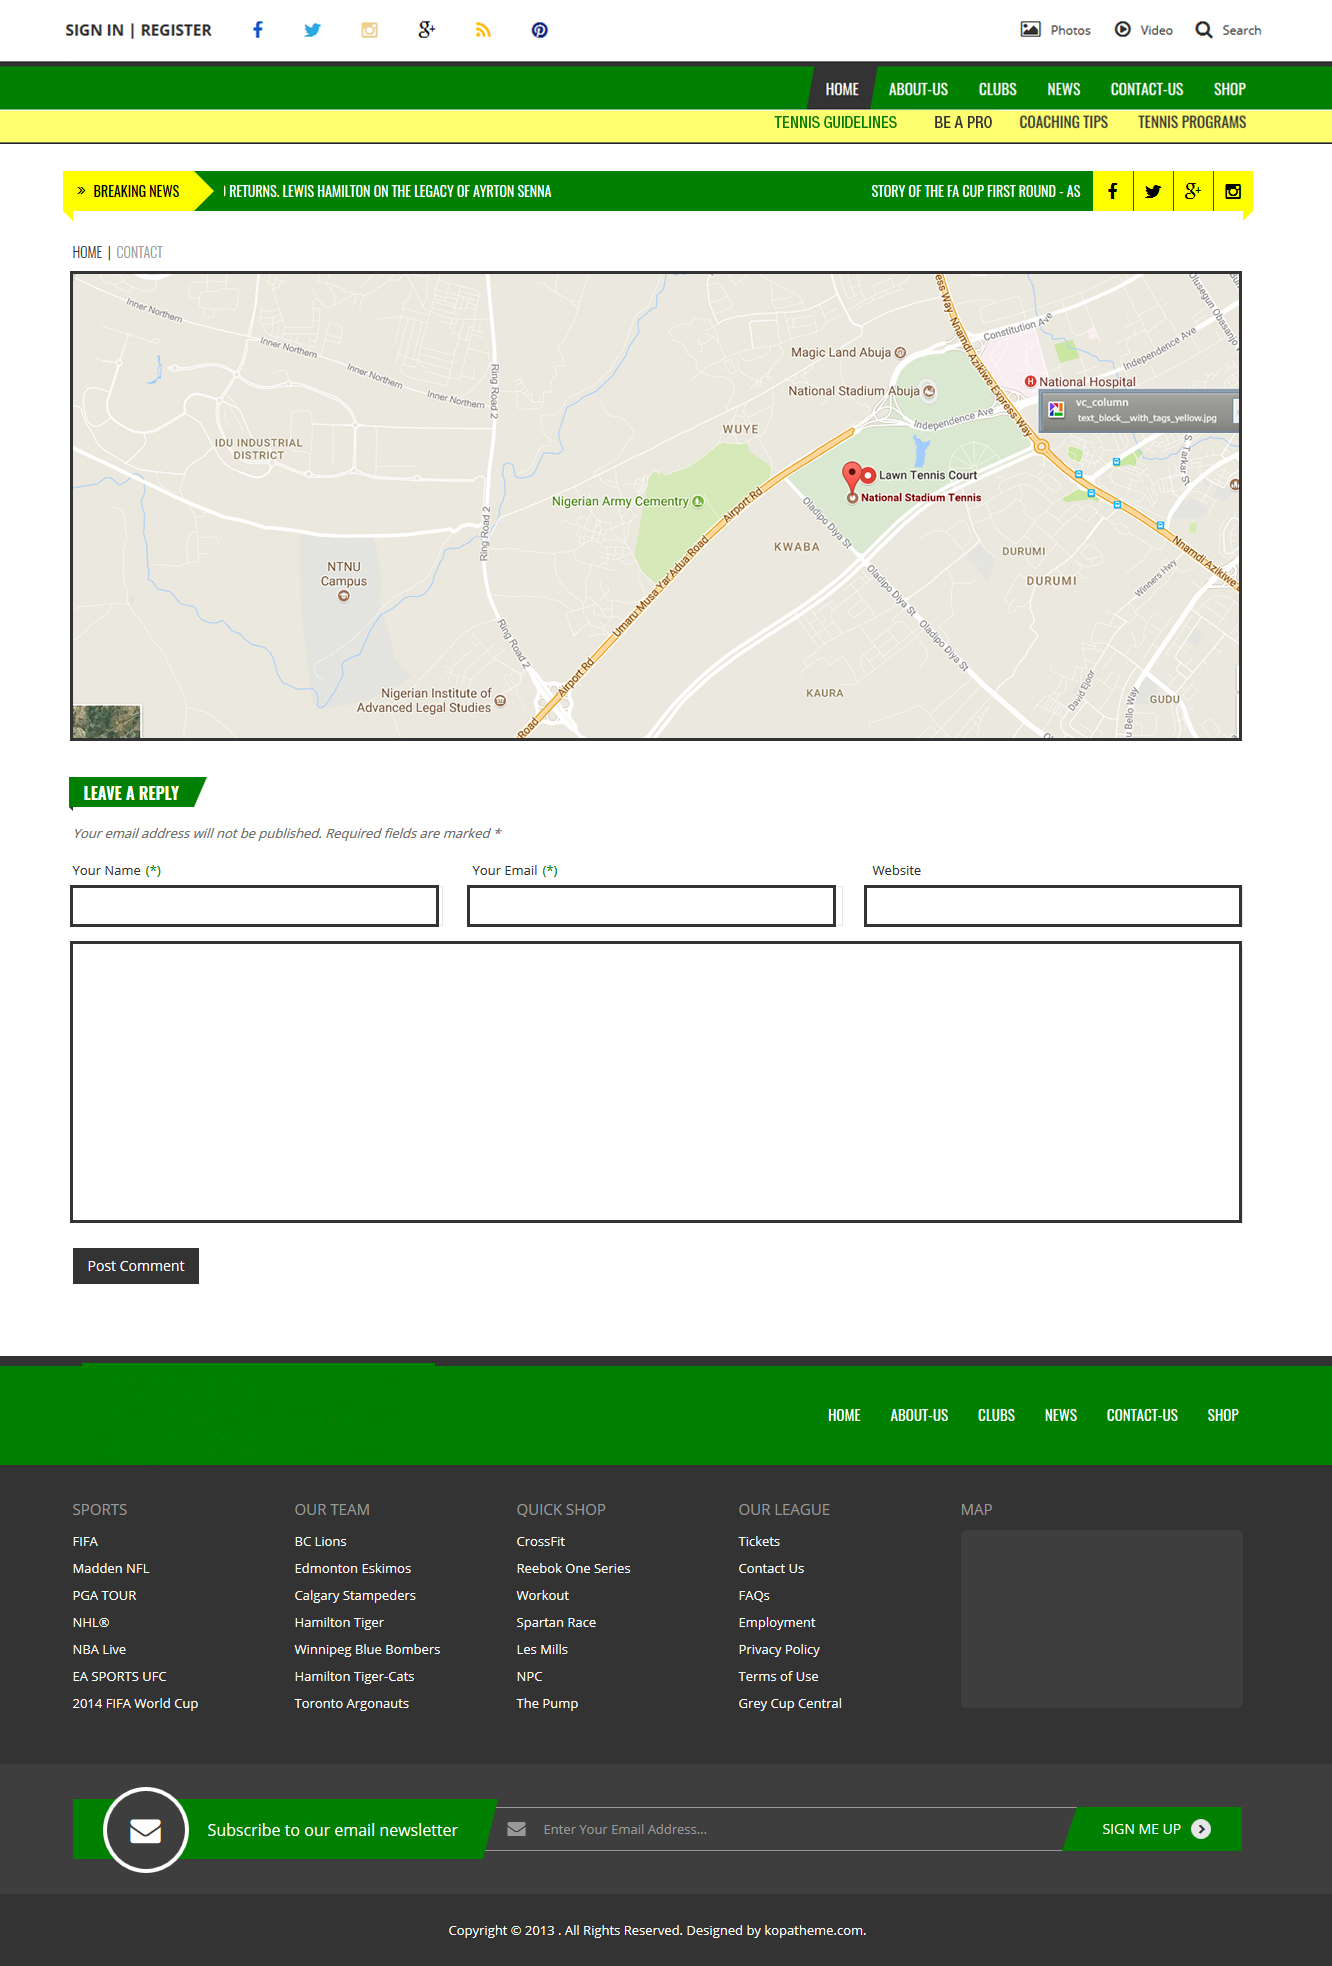 SIGN IN | REGISTER
Photos
Video
Search
HOME
ABOUT-US
CLUBS
NEWS
CONTACT-US
SHOP
TENNIS GUIDELINES
BE A PRO
COACHING TIPS
TENNIS PROGRAMS
» BREAKING NEWS
RETURNS. LEWIS HAMILTON ON THE LEGACY OF AYRTON SENNA
STORY OF THE FA CUP FIRST ROUND - AS
HOME | CONTACT
Inner Northern
Inner Northern
Inner Northern
Inner Northern
Ring Road 2
Ring Road 2
Ring Road 2
IDU INDUSTRIAL
DISTRICT
NTNU
Campus
Nigerian Institute of
Advanced Legal Studies
Nigerian Army Cementry
WUYE
Magic Land Abuja
National Stadium Abuja
Independence Ave
Constitution Ave
Independence Ave
Olusegun Obasanjo
ess Way
Nnamdi Azikiwe Express Way
H National Hospital
vc_column
text_block__with_tags_yellow.jpg
S. Tarkar S
Lawn Tennis Court
National Stadium Tennis
Airport Rd
Umaru Musa Yar'Adua Road
Airport Rd
Road
Oladipo Diya St
Oladipo Diya St
Oladipo Diya St
KWABA
DURUMI
DURUMI
Winners Hwy
Nnamdi Azikiwe E
KAURA
David Ejoor
u Bello Way
GUDU
LEAVE A REPLY
Your email address will not be published. Required fields are marked *
Your Name (*)
Your Email (*)
Website
Post Comment
HOME
ABOUT-US
CLUBS
NEWS
CONTACT-US
SHOP
SPORTS
FIFA
Madden NFL
PGA TOUR
NHL®
NBA Live
EA SPORTS UFC
2014 FIFA World Cup
OUR TEAM
BC Lions
Edmonton Eskimos
Calgary Stampeders
Hamilton Tiger
Winnipeg Blue Bombers
Hamilton Tiger-Cats
Toronto Argonauts
QUICK SHOP
CrossFit
Reebok One Series
Workout
Spartan Race
Les Mills
NPC
The Pump
OUR LEAGUE
Tickets
Contact Us
FAQs
Employment
Privacy Policy
Terms of Use
Grey Cup Central
MAP
Subscribe to our email newsletter
Enter Your Email Address...
SIGN ME UP
Copyright © 2013 . All Rights Reserved. Designed by kopatheme.com.